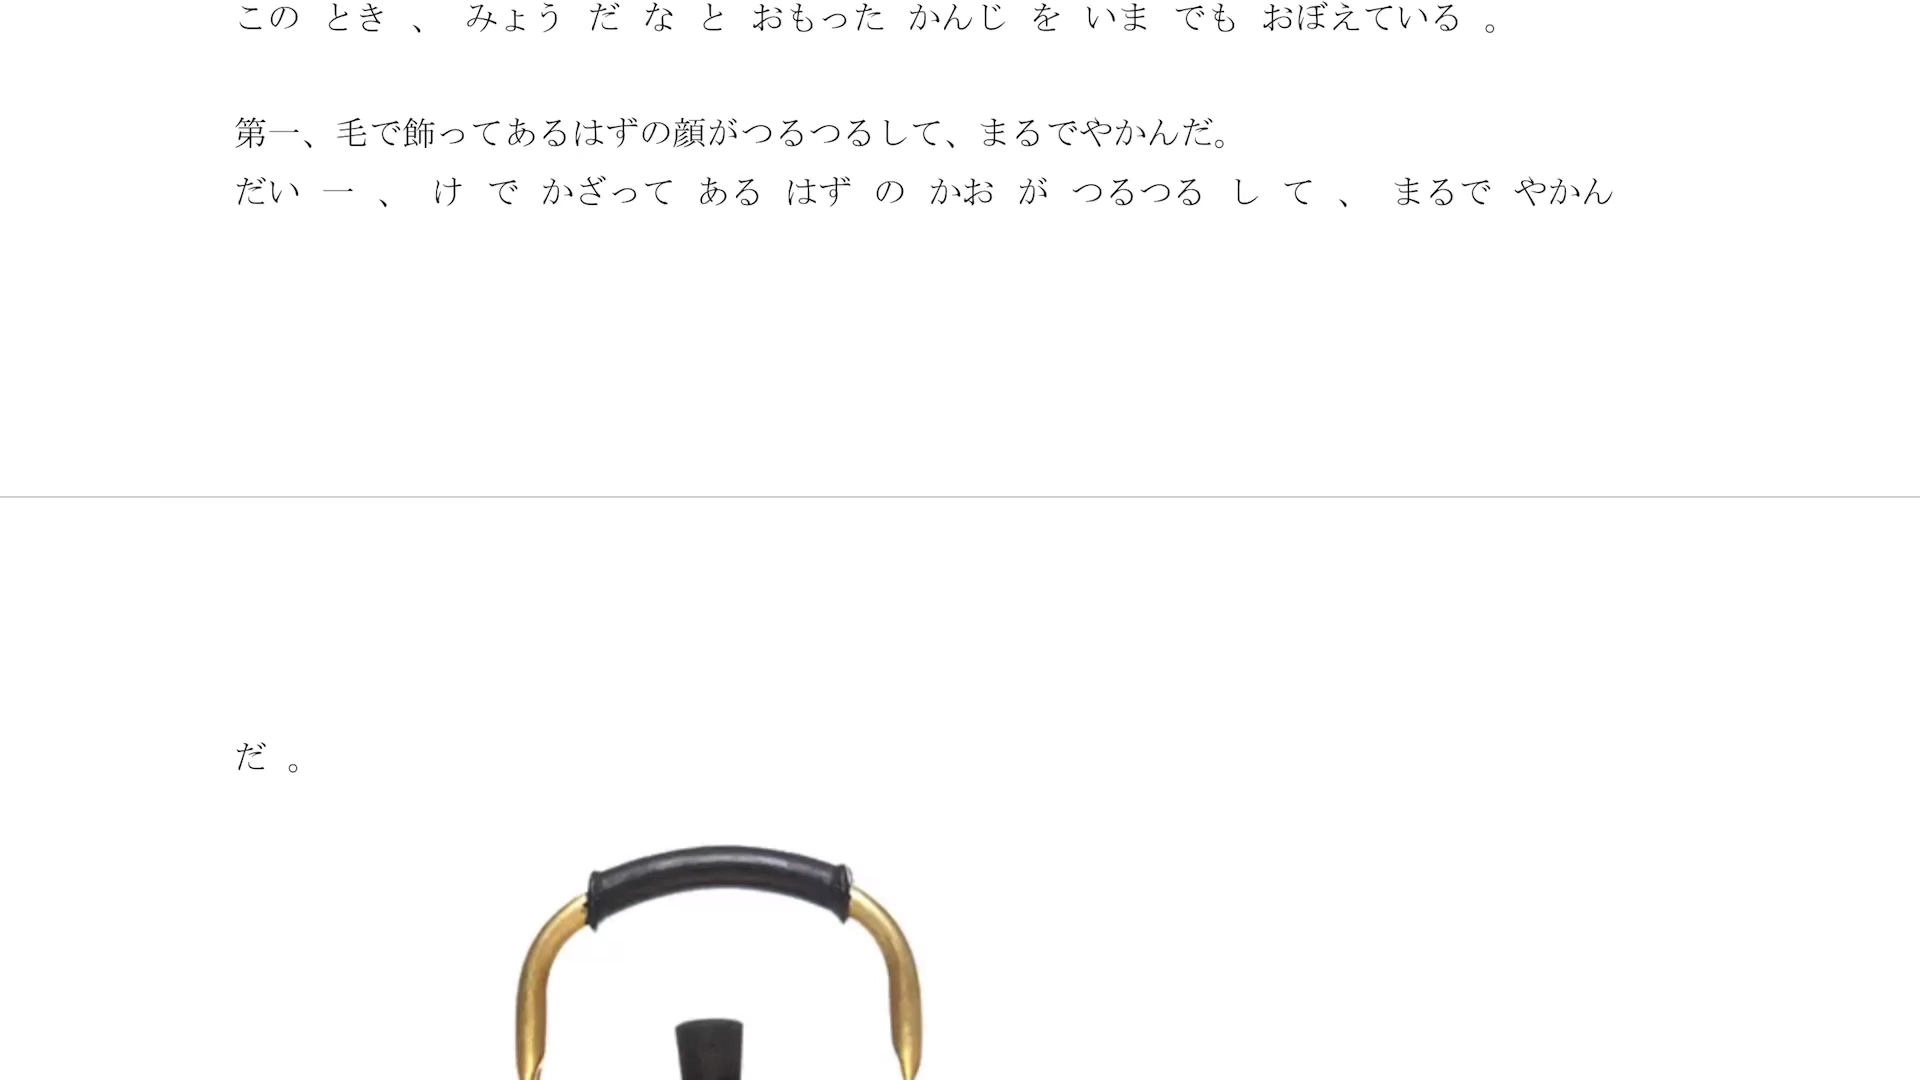 この とき 、 みょう だ な と おもった かんじ を いま でも おぼえている 。
第一、毛で飾ってあるはずの顔がつるつるして、まるでやかんだ。
だい 一 、 け で かざって ある はず の かお が つるつる し て 、 まるで やかん
だ 。